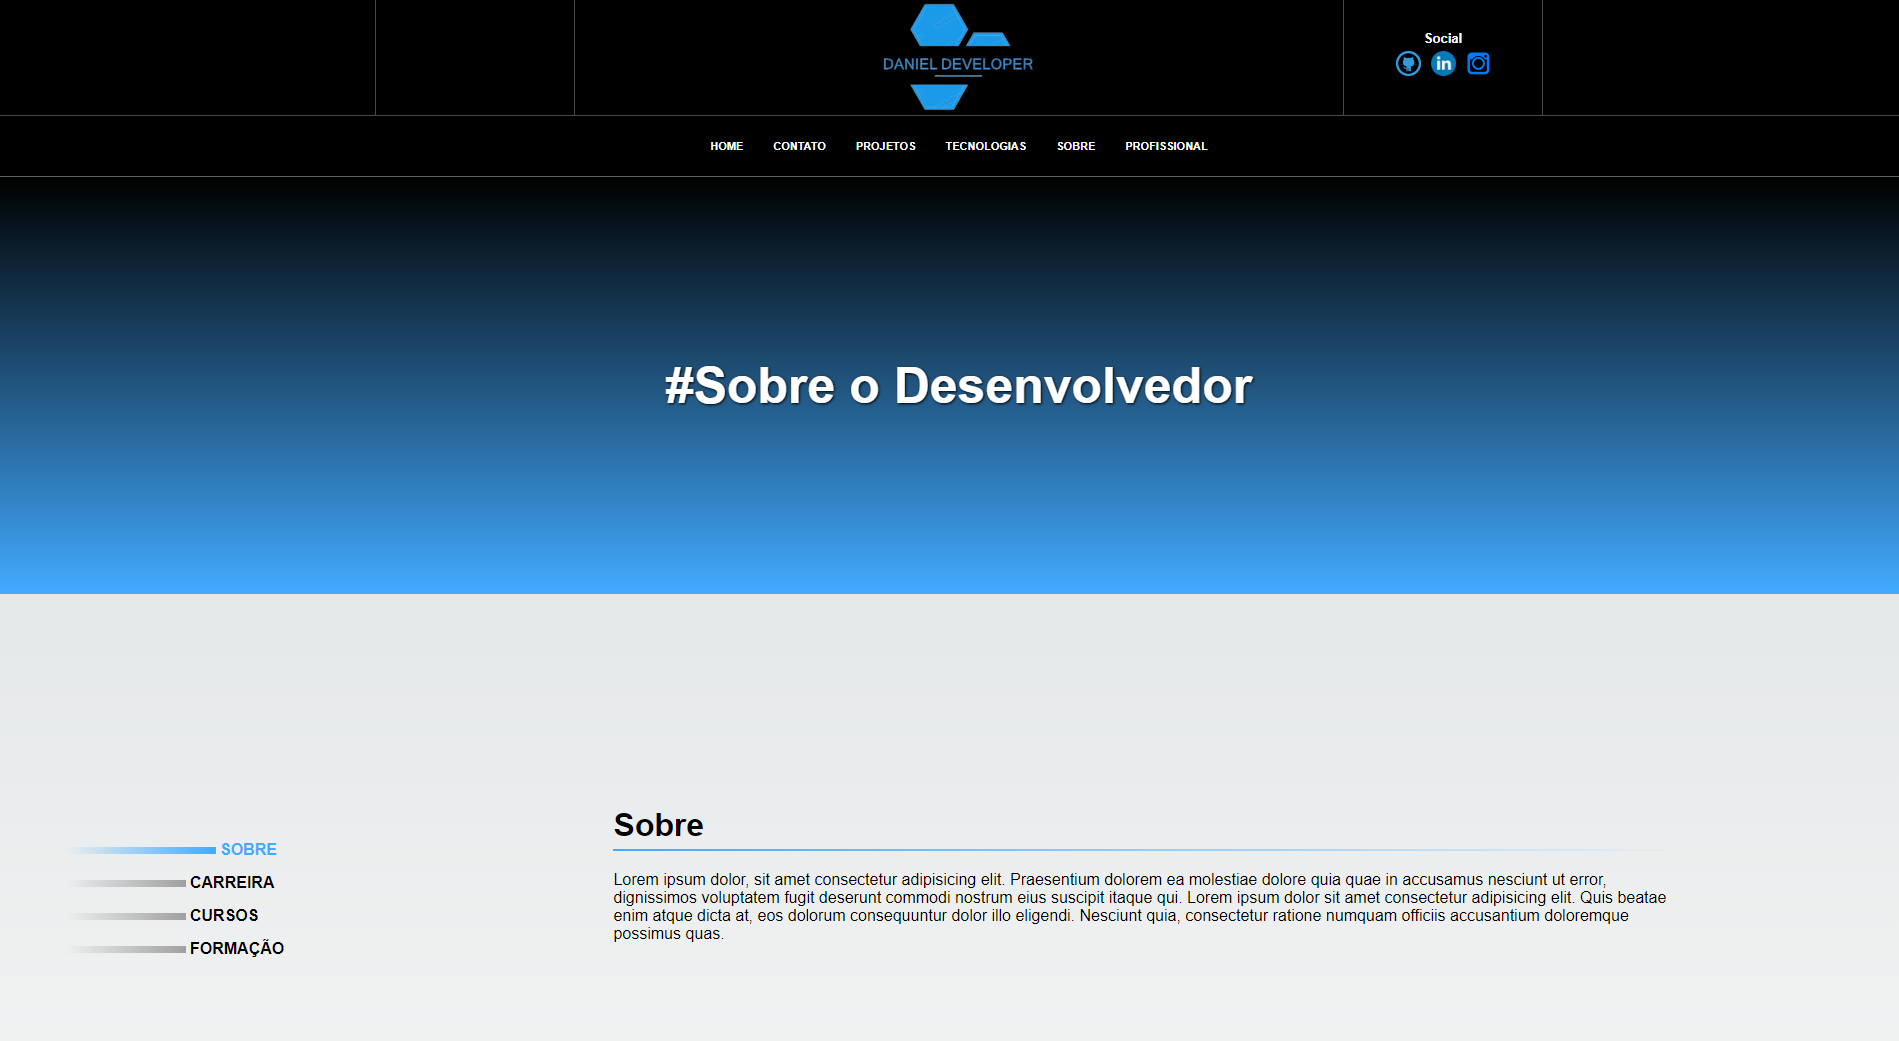 DANIEL DEVELOPER
Social
in
HOME CONTATO PROJETOS TECNOLOGIAS SOBRE PROFISSIONAL
#Sobre o Desenvolvedor
SOBRE
CARREIRA
CURSOS
FORMAÇÃO
Sobre
Lorem ipsum dolor, sit amet consectetur adipisicing elit. Praesentium dolorem ea molestiae dolore quia quae in accusamus nesciunt ut error,
dignissimos voluptatem fugit deserunt commodi nostrum eius suscipit itaque qui. Lorem ipsum dolor sit amet consectetur adipisicing elit. Quis beatae
enim atque dicta at, eos dolorum consequuntur dolor illo eligendi. Nesciunt quia, consectetur ratione numquam officiis accusantium doloremque
possimus quas.